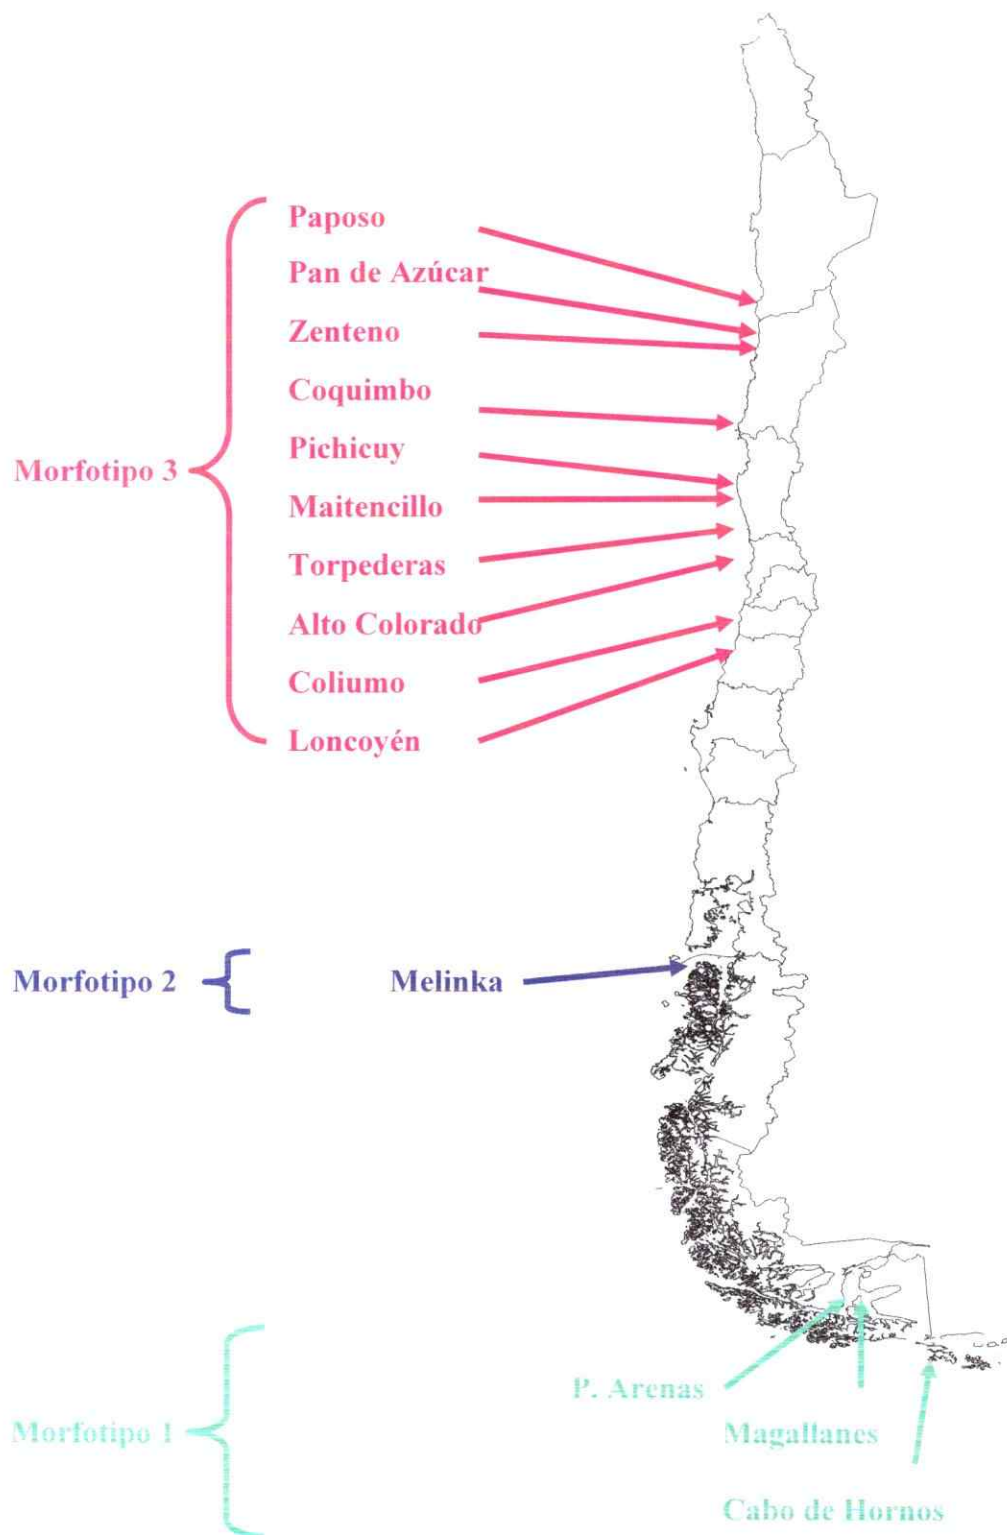 Paposo
Pan de Azúcar
Zenteno
Coquimbo
Pichicuy
Morfotipo 3
Maitencillo
Torpederas
Alto Colorado
Coliumo
Loncoyén
Morfotipo 2
Melinka
P. Arenas
Morfotipo 1
Magallanes
Cabo de Hornos